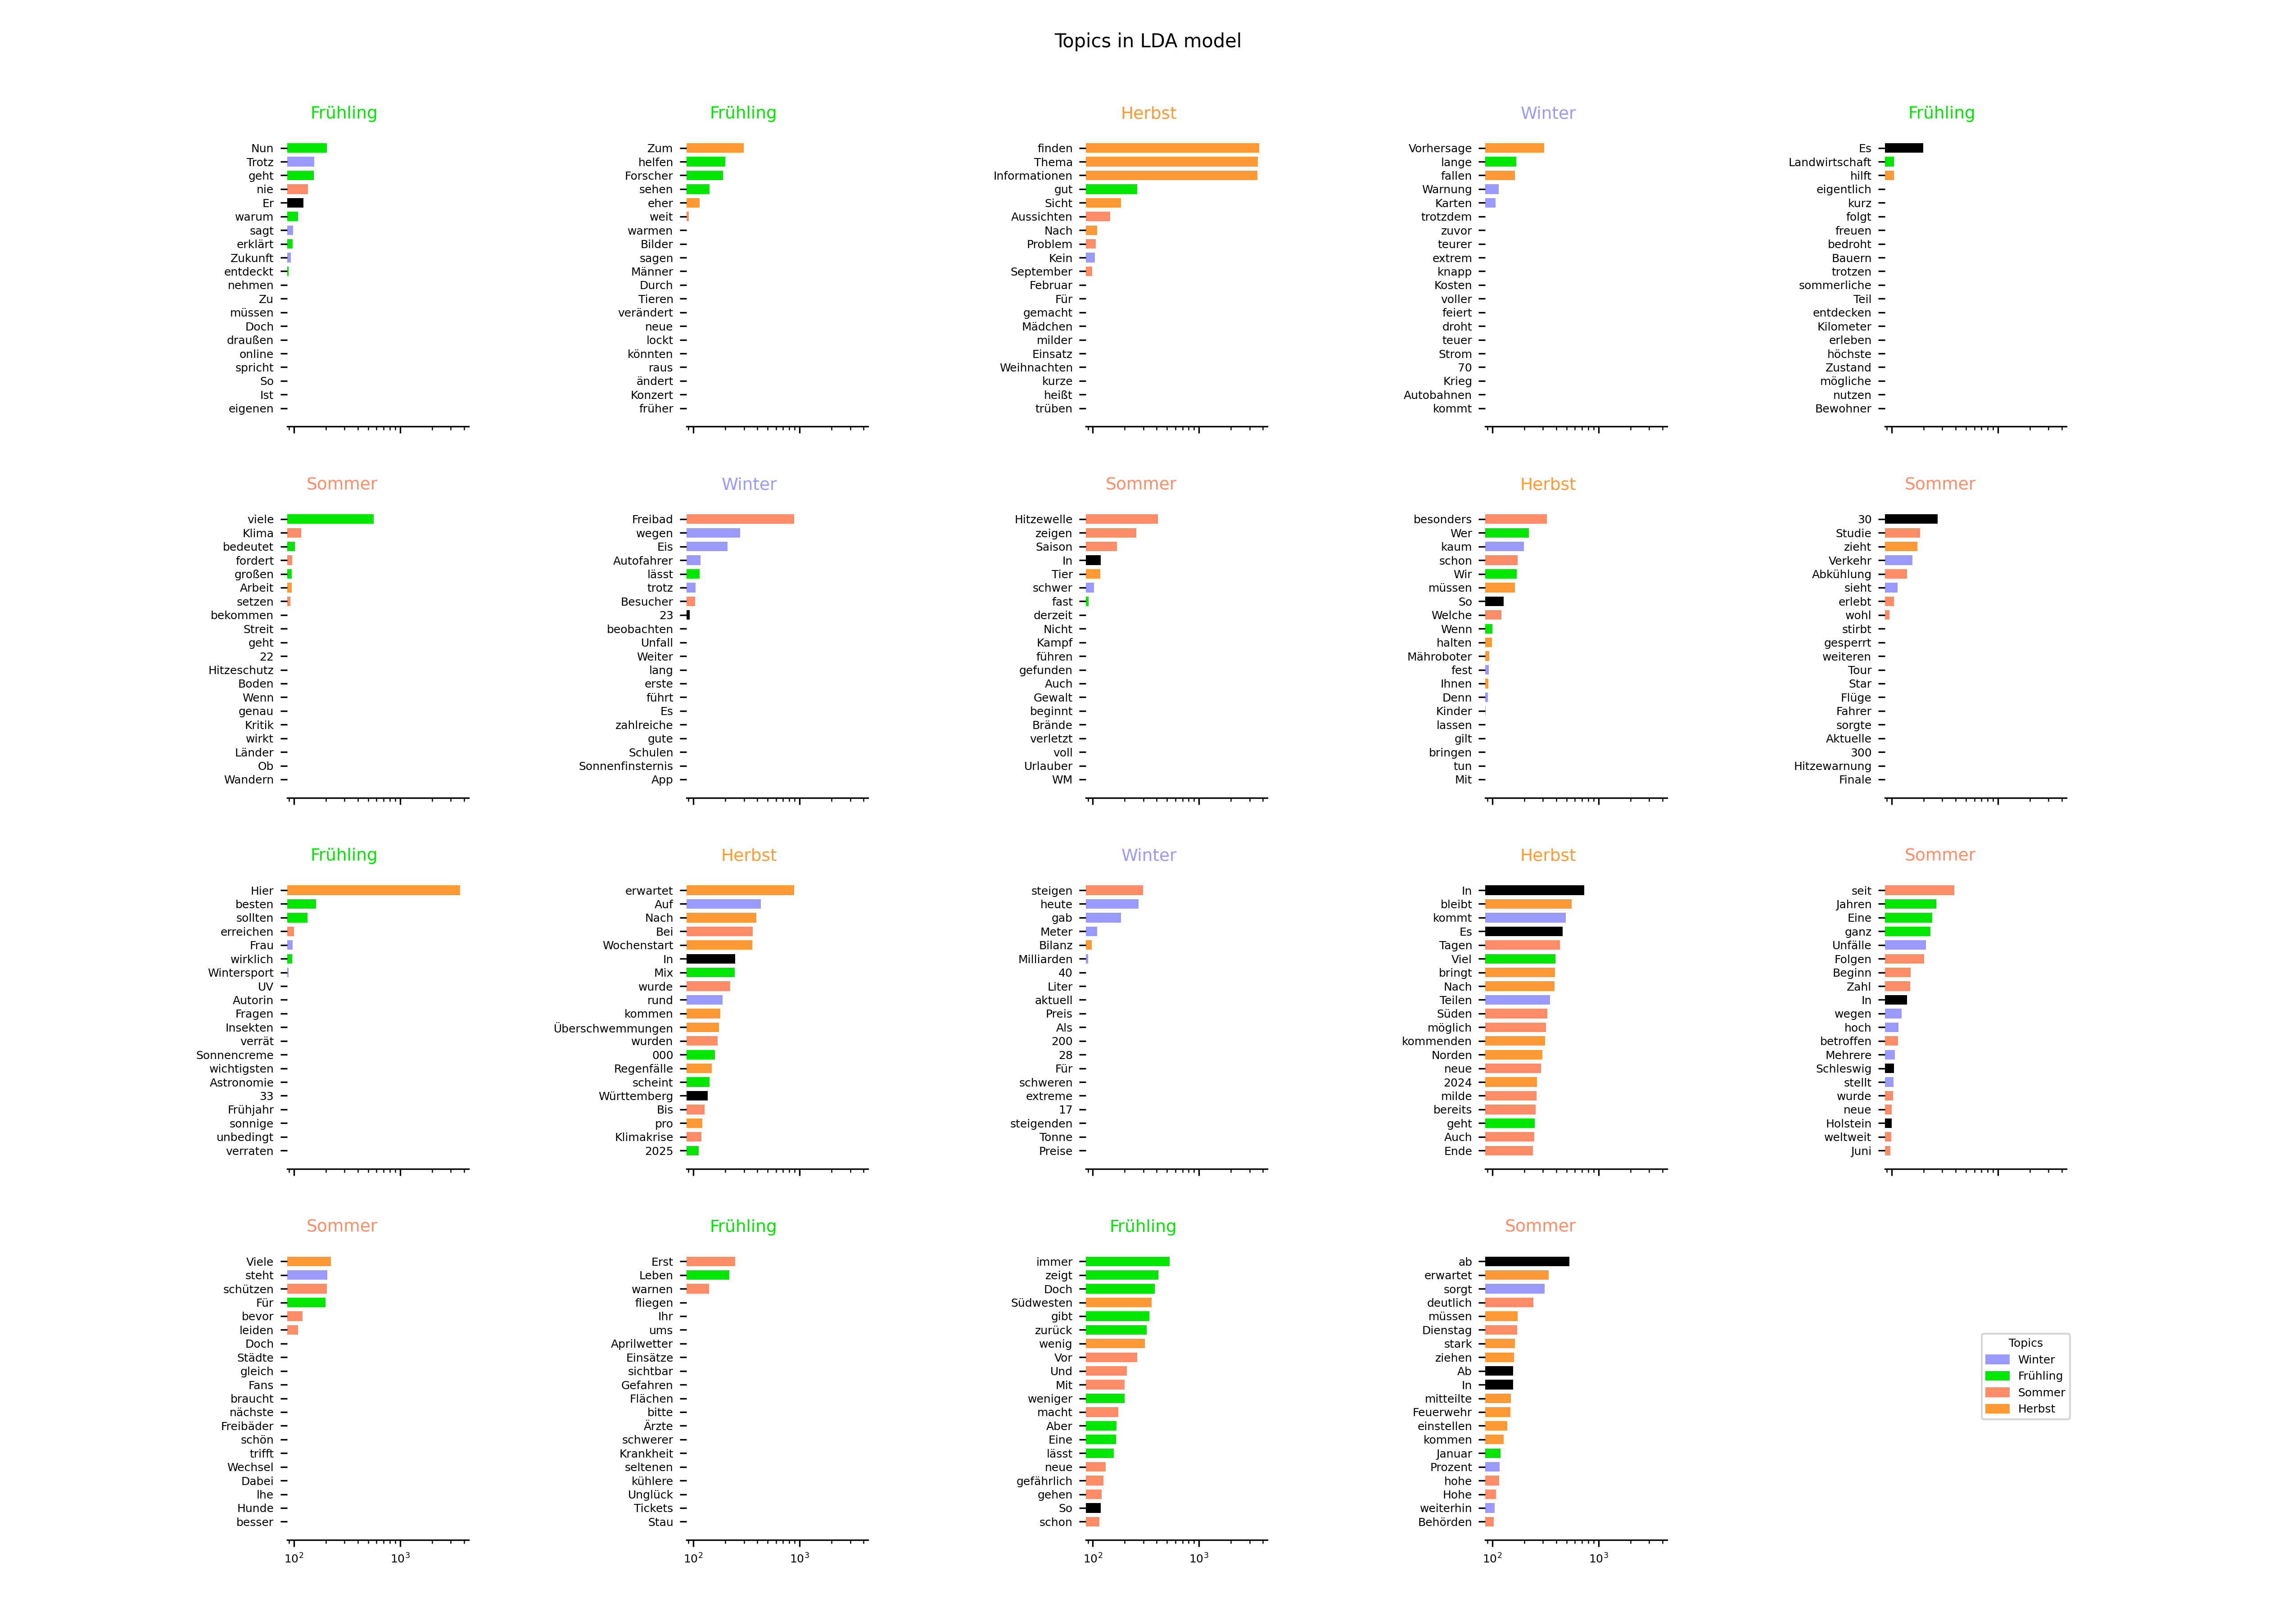 Topics in LDA model
Frühling
Nun
Trotz
geht
nie
Er
warum
sagt
erklärt
Zukunft
entdeckt
nehmen
Zu
müssen
Doch
draußen
online
spricht
So
Ist
eigenen
Frühling
Zum
helfen
Forscher
sehen
eher
weit
warmen
Bilder
sagen
Männer
Durch
Tieren
verändert
neue
lockt
könnten
raus
ändert
Konzert
früher
Herbst
finden
Thema
Informationen
gut
Sicht
Aussichten
Nach
Problem
Kein
September
Februar
Für
gemacht
Mädchen
milder
Einsatz
Weihnachten
kurze
heißt
trüben
Winter
Vorhersage
lange
fallen
Warnung
Karten
trotzdem
zuvor
teurer
extrem
knapp
Kosten
voller
feiert
droht
teuer
Strom
70
Krieg
Autobahnen
kommt
Frühling
Es
Landwirtschaft
hilft
eigentlich
kurz
folgt
freuen
bedroht
Bauern
trotzen
sommerliche
Teil
entdecken
Kilometer
erleben
höchste
Zustand
mögliche
nutzen
Bewohner
Sommer
viele
Klima
bedeutet
fordert
großen
Arbeit
setzen
bekommen
Streit
geht
22
Hitzeschutz
Boden
Wenn
genau
Kritik
wirkt
Länder
Ob
Wandern
Winter
Freibad
wegen
Eis
Autofahrer
lässt
trotz
Besucher
23
beobachten
Unfall
Weiter
lang
erste
führt
Es
zahlreiche
gute
Schulen
Sonnenfinsternis
App
Sommer
Hitzewelle
zeigen
Saison
In
Tier
schwer
fast
derzeit
Nicht
Kampf
führen
gefunden
Auch
Gewalt
beginnt
Brände
verletzt
voll
Urlauber
WM
Herbst
besonders
Wer
kaum
schon
Wir
müssen
So
Welche
Wenn
halten
Mähroboter
fest
Ihnen
Denn
Kinder
lassen
gilt
bringen
tun
Mit
Sommer
30
Studie
zieht
Verkehr
Abkühlung
sieht
erlebt
wohl
stirbt
gesperrt
weiteren
Tour
Star
Flüge
Fahrer
sorgte
Aktuelle
300
Hitzewarnung
Finale
Frühling
Hier
besten
sollten
erreichen
Frau
wirklich
Wintersport
UV
Autorin
Fragen
Insekten
verrät
Sonnencreme
wichtigsten
Astronomie
33
Frühjahr
sonnige
unbedingt
verraten
Herbst
erwartet
Auf
Nach
Bei
Wochenstart
In
Mix
wurde
rund
kommen
Überschwemmungen
wurden
000
Regenfälle
scheint
Württemberg
Bis
pro
Klimakrise
2025
Winter
steigen
heute
gab
Meter
Bilanz
Milliarden
40
Liter
aktuell
Preis
Als
200
28
Für
schweren
extreme
17
steigenden
Tonne
Preise
Herbst
In
bleibt
kommt
Es
Tagen
Viel
bringt
Nach
Teilen
Süden
möglich
kommenden
Norden
neue
2024
milde
bereits
geht
Auch
Ende
Sommer
seit
Jahren
Eine
ganz
Unfälle
Folgen
Beginn
Zahl
In
wegen
hoch
betroffen
Mehrere
Schleswig
stellt
wurde
neue
Holstein
weltweit
Juni
Sommer
Viele
steht
schützen
Für
bevor
leiden
Doch
Städte
gleich
Fans
braucht
nächste
Freibäder
schön
trifft
Wechsel
Dabei
Ihe
Hunde
besser
10²
10³
Frühling
Erst
Leben
warnen
fliegen
Ihr
ums
Aprilwetter
Einsätze
sichtbar
Gefahren
Flächen
bitte
Ärzte
schwerer
Krankheit
seltenen
kühlere
Unglück
Tickets
Stau
10²
10³
Frühling
immer
zeigt
Doch
Südwesten
gibt
zurück
wenig
Vor
Und
Mit
weniger
macht
Aber
Eine
lässt
neue
gefährlich
gehen
So
schon
10²
10³
Sommer
ab
erwartet
sorgt
deutlich
müssen
Dienstag
stark
ziehen
Ab
In
mitteilte
Feuerwehr
einstellen
kommen
Januar
Prozent
hohe
Hohe
weiterhin
Behörden
10²
10³
Topics
Winter
Frühling
Sommer
Herbst